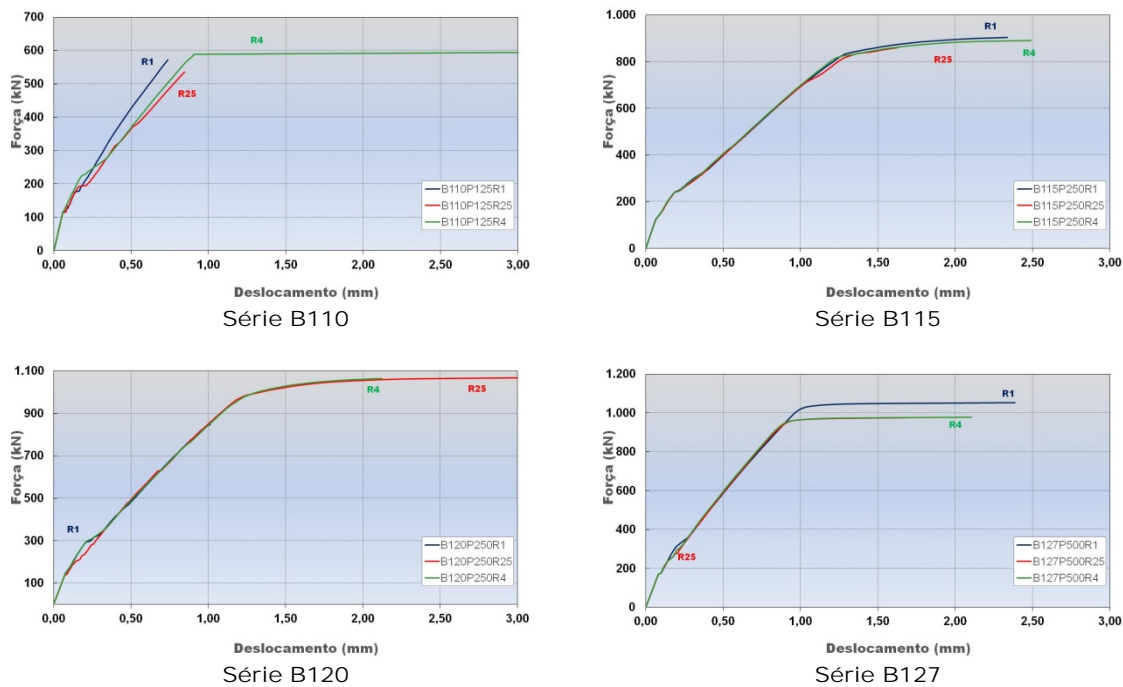 700
600
500
400
300
200
100
0
Força (kN)
R1
R4
R25
B110P125R1
B110P125R25
B110P125R4
0,00 0,50 1,00 1,50 2,00 2,50 3,00
Deslocamento (mm)
Série B110
1.000
800
600
400
200
0
Força (kN)
R1
R4
R25
B115P250R1
B115P250R25
B115P250R4
0,00 0,50 1,00 1,50 2,00 2,50 3,00
Deslocamento (mm)
Série B115
1.100
900
700
500
300
100
Força (kN)
R1
R4
R25
B120P250R1
B120P250R25
B120P250R4
0,00 0,50 1,00 1,50 2,00 2,50 3,00
Deslocamento (mm)
Série B120
1.200
1.000
800
600
400
200
0
Força (kN)
R1
R4
R25
B127P500R1
B127P500R25
B127P500R4
0,00 0,50 1,00 1,50 2,00 2,50 3,00
Deslocamento (mm)
Série B127